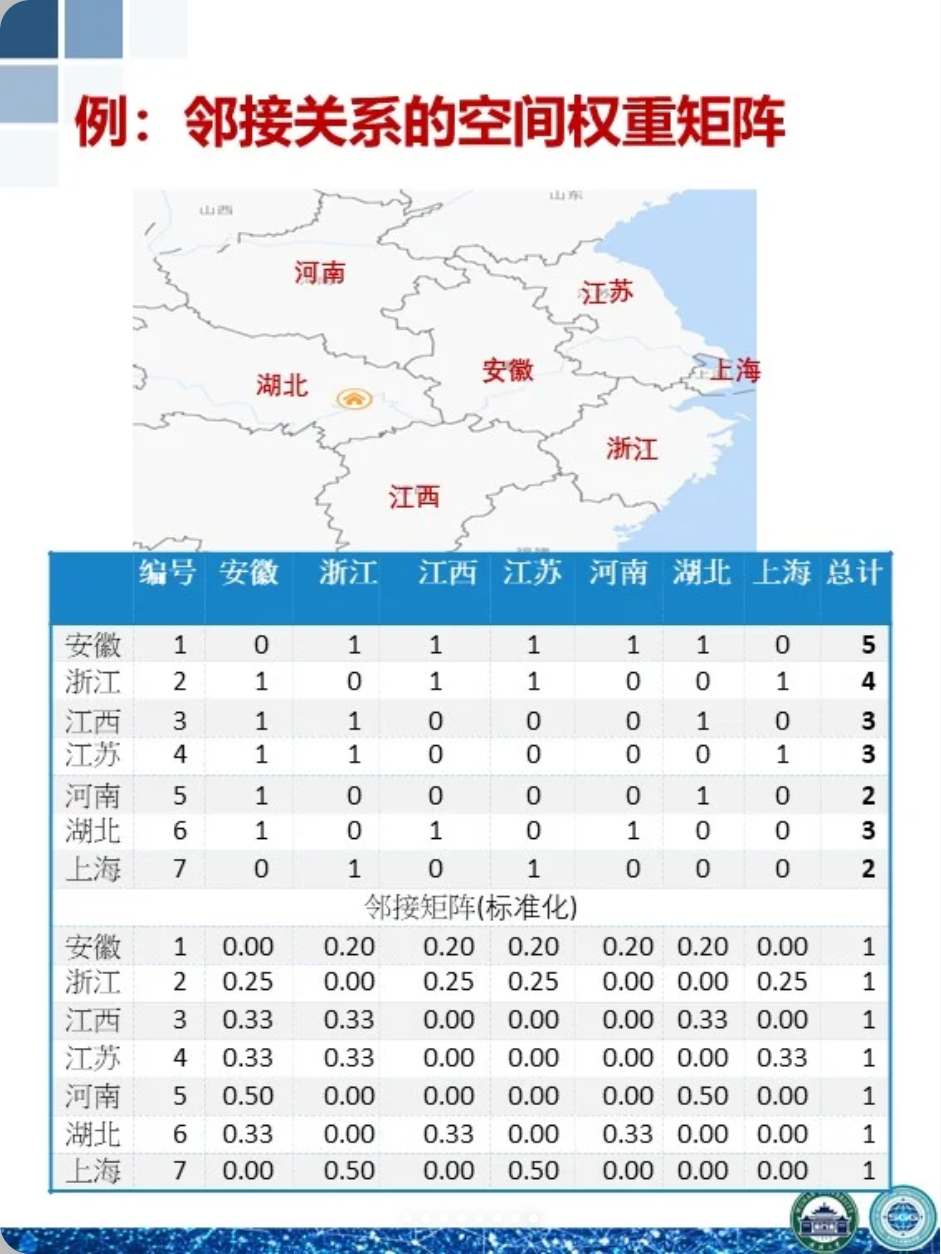 例：邻接关系的空间权重矩阵
山西
山东
河南
江苏
安徽
上海
湖北
浙江
江西
编号 安徽 浙江 江西 江苏 河南 湖北 上海 总计
安徽 1 0 1 1 1 1 1 0 5
浙江 2 1 0 1 1 0 0 1 4
江西 3 1 1 0 0 0 1 0 3
江苏 4 1 1 0 0 0 0 1 3
河南 5 1 0 0 0 0 1 0 2
湖北 6 1 0 1 0 1 0 0 3
上海 7 0 1 0 1 0 0 0 2
邻接矩阵(标准化)
安徽 1 0.00 0.20 0.20 0.20 0.20 0.20 0.00 1
浙江 2 0.25 0.00 0.25 0.25 0.00 0.00 0.25 1
江西 3 0.33 0.33 0.00 0.00 0.00 0.33 0.00 1
江苏 4 0.33 0.33 0.00 0.00 0.00 0.00 0.33 1
河南 5 0.50 0.00 0.00 0.00 0.00 0.50 0.00 1
湖北 6 0.33 0.00 0.33 0.00 0.33 0.00 0.00 1
上海 7 0.00 0.50 0.00 0.50 0.00 0.00 0.00 1